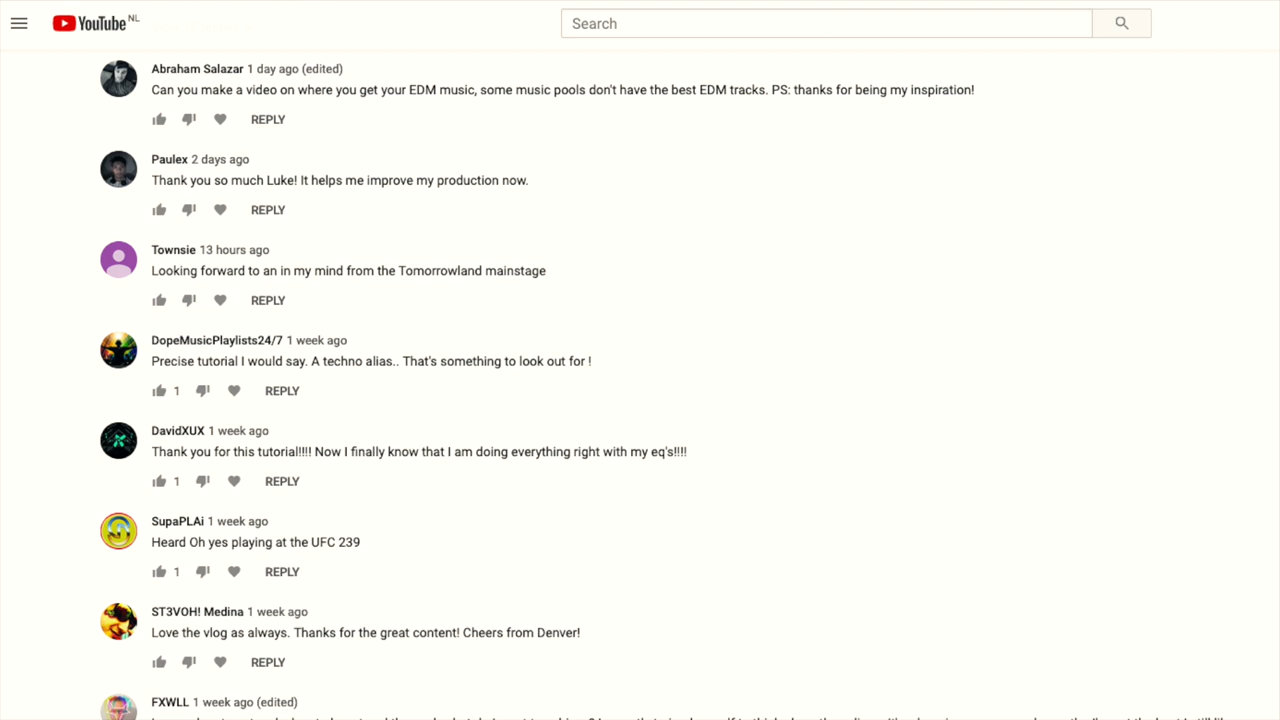 YouTube NL
Search
Abraham Salazar 1 day ago (edited)
Can you make a video on where you get your EDM music, some music pools don't have the best EDM tracks. PS: thanks for being my inspiration!
REPLY
Paulex 2 days ago
Thank you so much Luke! It helps me improve my production now.
REPLY
Townsie 13 hours ago
Looking forward to an in my mind from the Tomorrowland mainstage
REPLY
DopeMusicPlaylists24/7 1 week ago
Precise tutorial I would say. A techno alias.. That's something to look out for !
1 REPLY
DavidXUX 1 week ago
Thank you for this tutorial!!!! Now I finally know that I am doing everything right with my eq's!!!!
1 REPLY
SupaPLAi 1 week ago
Heard Oh yes playing at the UFC 239
1 REPLY
ST3VOH! Medina 1 week ago
Love the vlog as always. Thanks for the great content! Cheers from Denver!
REPLY
FXWLL 1 week ago (edited)